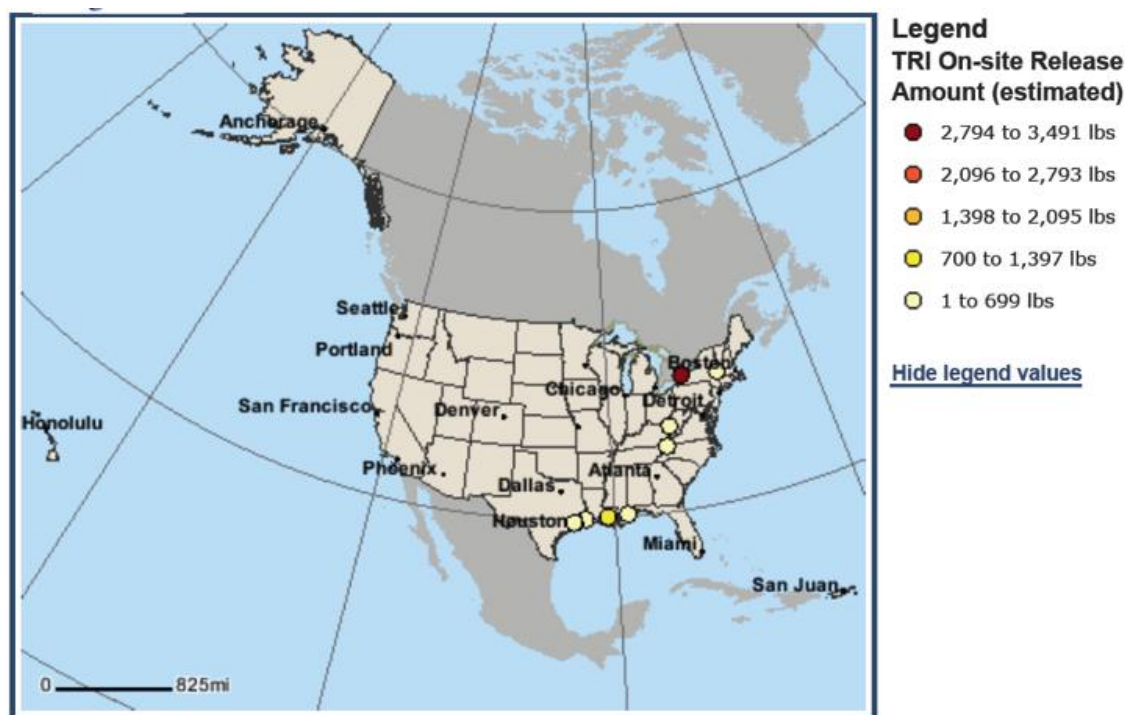 Anchorage
Seattle
Portland
Boston
Chicago
Detroit
San Francisco
Denver
Honolulu
Phoenix
Atlanta
Dallas
Houston
Miami
San Juan
0 825mi
Legend
TRI On-site Release
Amount (estimated)
2,794 to 3,491 lbs
2,096 to 2,793 lbs
1,398 to 2,095 lbs
700 to 1,397 lbs
1 to 699 lbs
Hide legend values